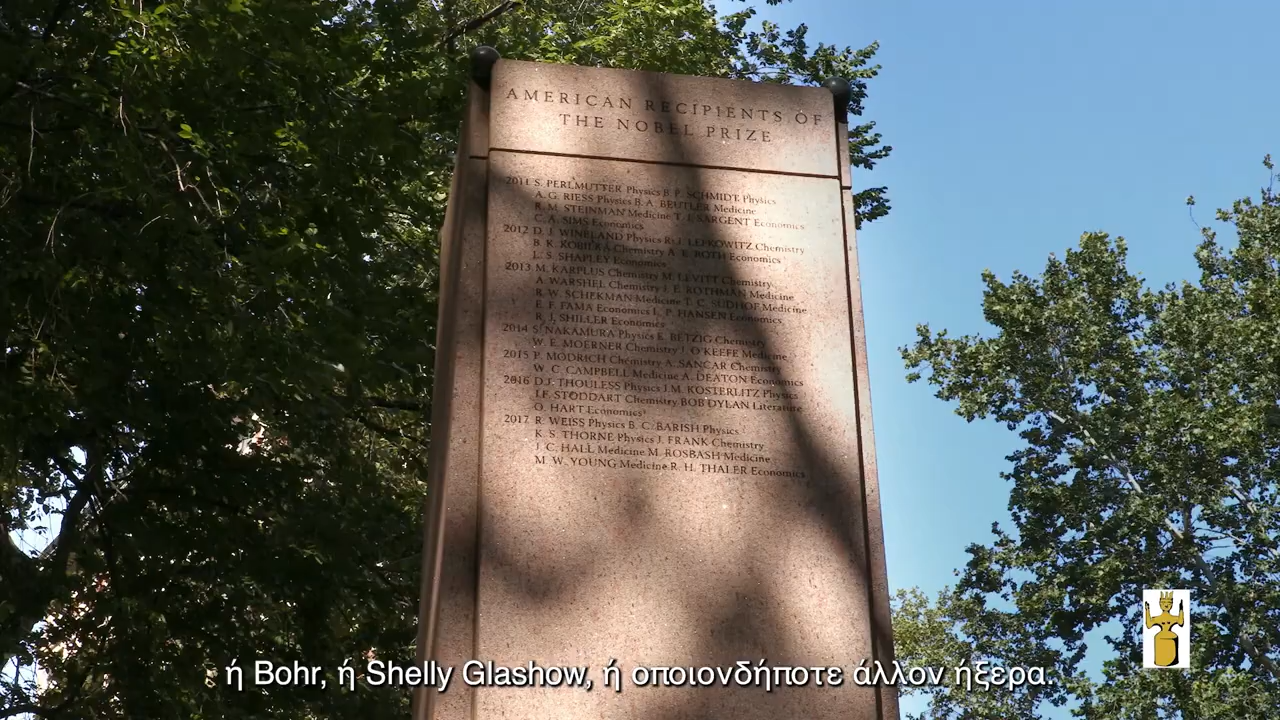 AMERICAN RECIPIENTS OF
THE NOBEL PRIZE
2011 S. PERLMUTTER Physics B. P. SCHMIDT Physics
A. G. RIESS Physics B. A. BEUTLER Medicine
R. M. STEINMAN Medicine T. J. SARGENT Economics
C. A. SIMS Economics
2012 D. J. WINELAND Physics R. J. LEFKOWITZ Chemistry
B. K. KOBILKA Chemistry A. E. ROTH Economics
L. S. SHAPLEY Economics
2013 M. KARPLUS Chemistry M. LEVITT Chemistry
A. WARSHEL Chemistry J. E. ROTHMAN Medicine
R. W. SCHEKMAN Medicine T. C. SUDHOF Medicine
E. F. FAMA Economics L. P. HANSEN Economics
R. J. SHILLER Economics
2014 S. NAKAMURA Physics E. BETZIG Chemistry
W. E. MOERNER Chemistry J. O'KEEFE Medicine
2015 P. MODRICH Chemistry A. SANCAR Chemistry
W. C. CAMPBELL Medicine A. DEATON Economics
2016 D.J. THOULESS Physics J.M. KOSTERLITZ Physics
J.F. STODDART Chemistry BOB DYLAN Literature
O. HART Economics
2017 R. WEISS Physics B. C. BARISH Physics
K. S. THORNE Physics J. FRANK Chemistry
J. C. HALL Medicine M. ROSBASH Medicine
M. W. YOUNG Medicine R. H. THALER Economics
ή Bohr, ή Shelly Glashow, ή οποιονδήποτε άλλον ήξερα.